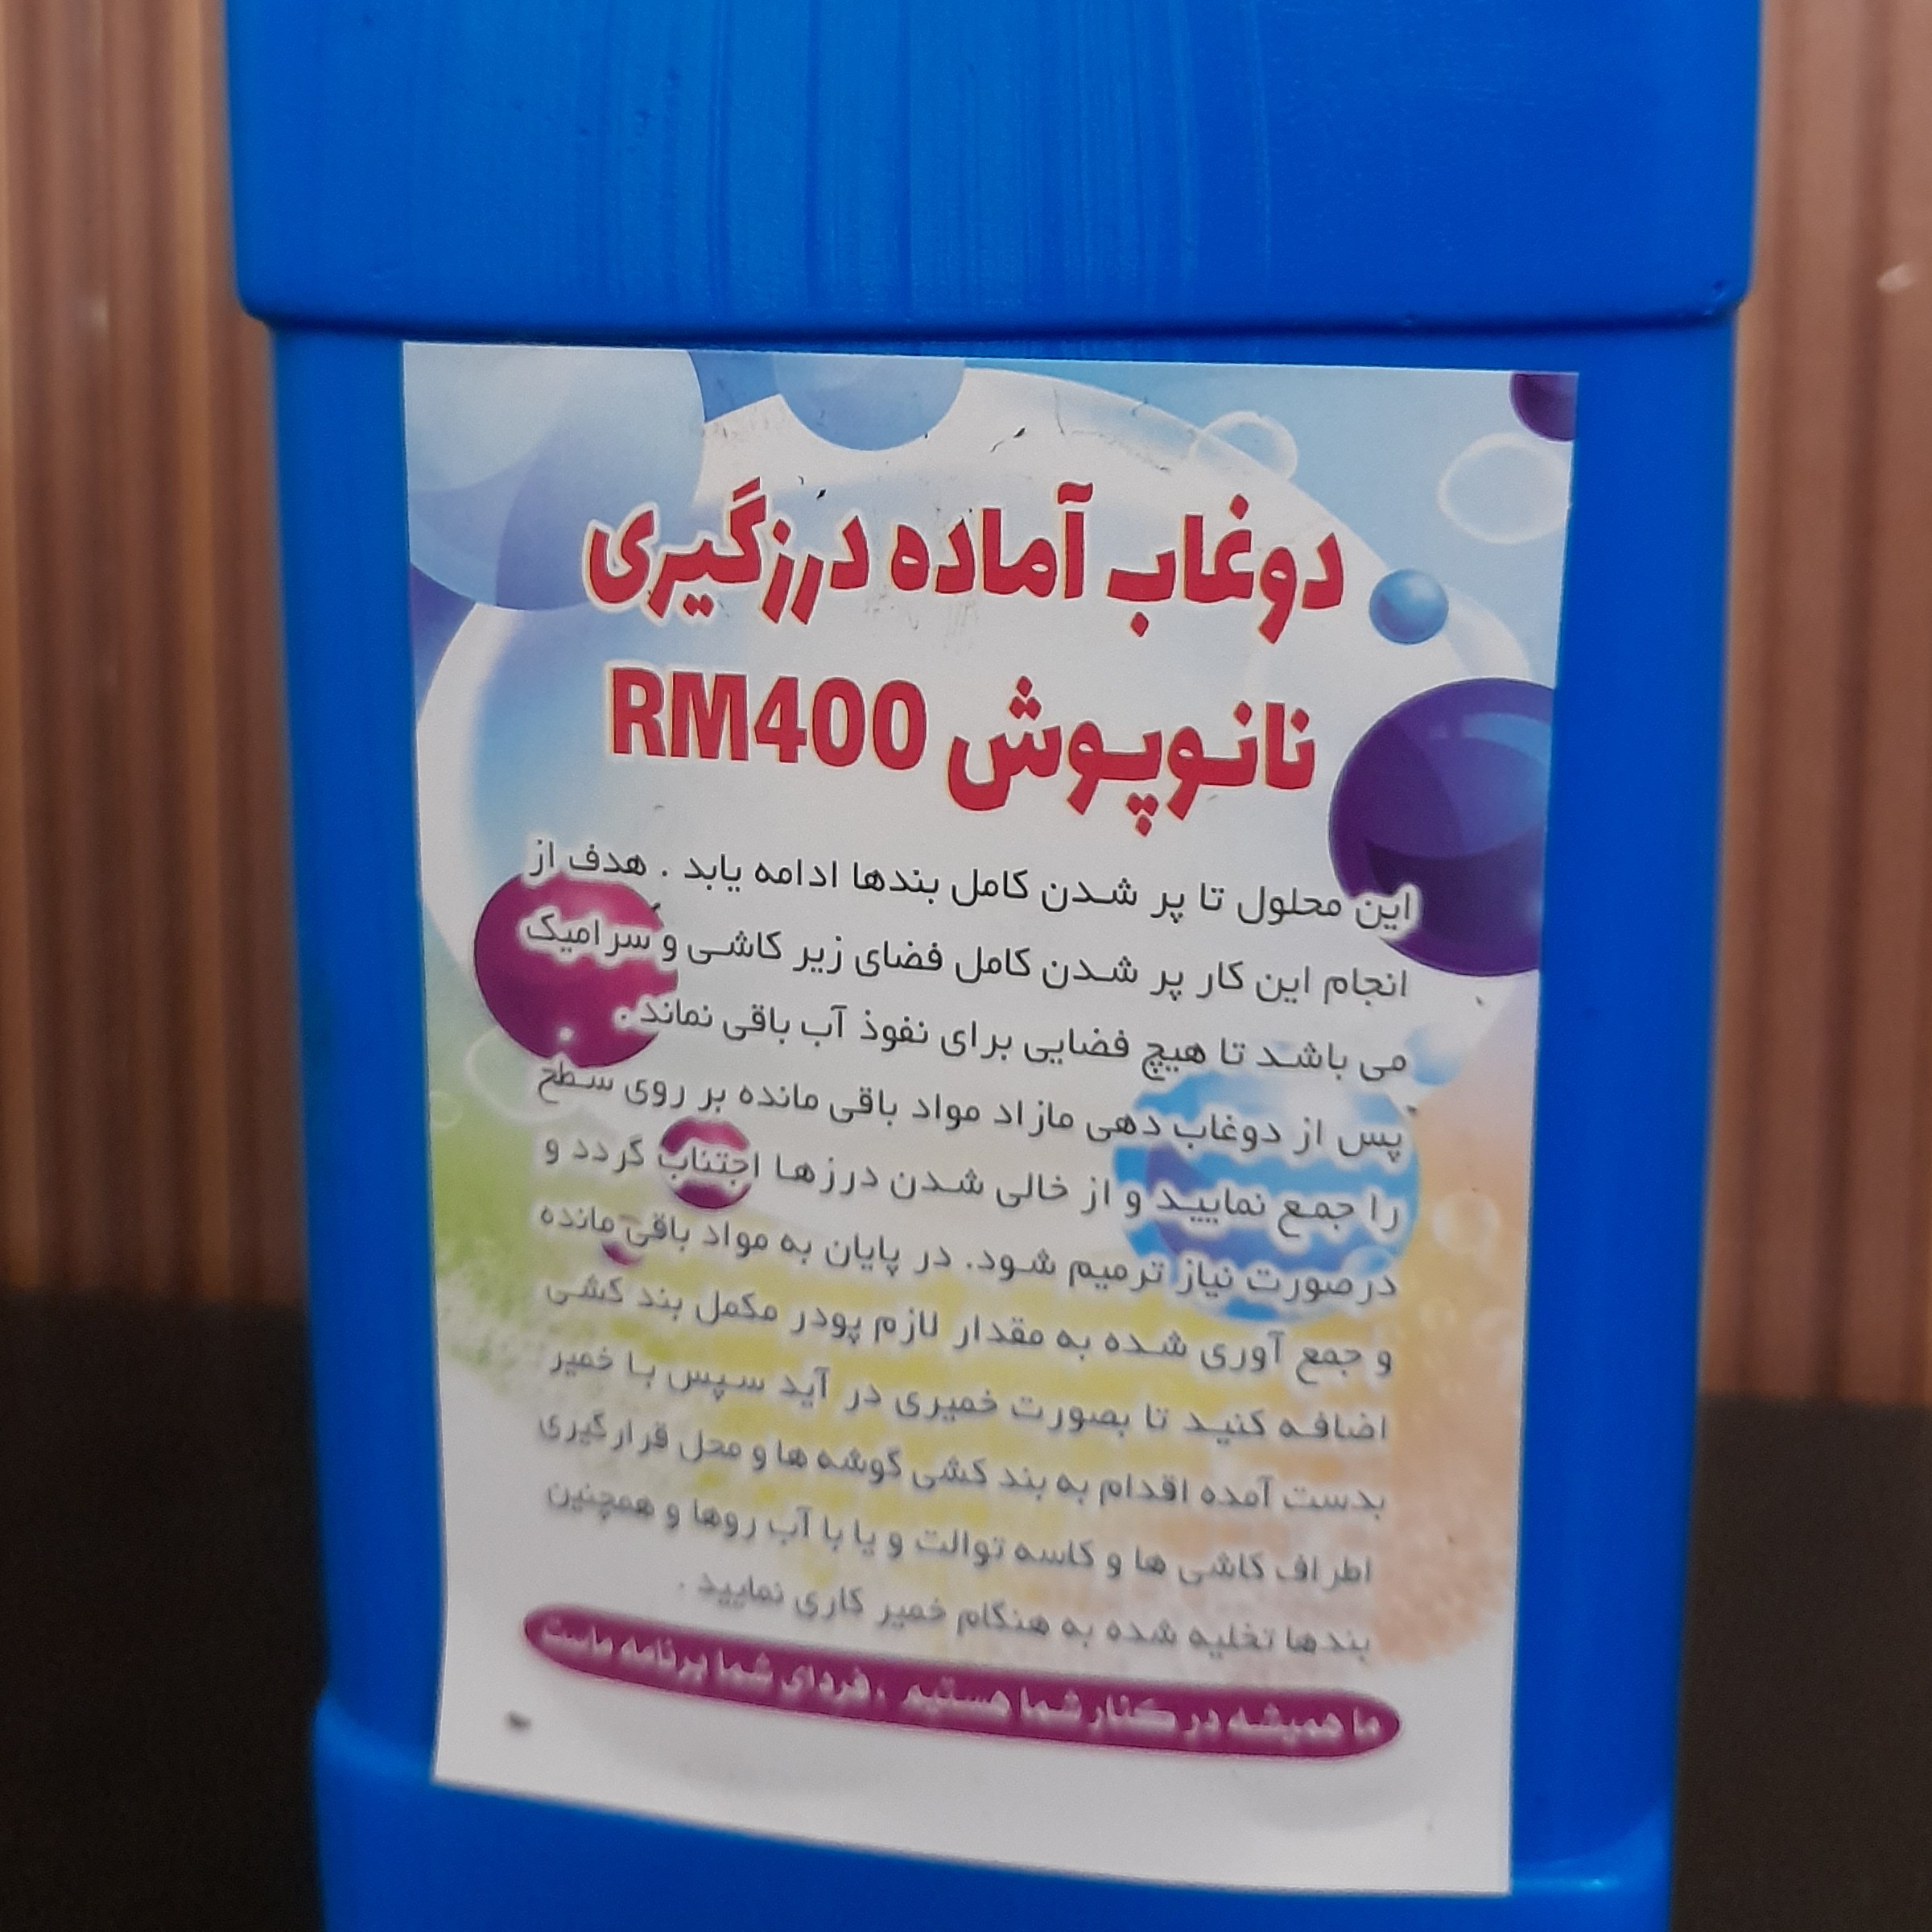 دوغاب آماده درزگیری
نانوپوش RM400
این محلول تا پر شدن کامل بندها ادامه یابد . هدف از
انجام این کار پر شدن کامل فضای زیر کاشی و سرامیک
می باشد تا هیچ فضایی برای نفوذ آب باقی نماند .
پس از دوغاب دهی مازاد مواد باقی مانده بر روی سطح
را جمع نمایید و از خالی شدن درزها اجتناب گردد و
درصورت نیاز ترمیم شود. در پایان به مواد باقی مانده
و جمع آوری شده به مقدار لازم پودر مکمل بند کشی
اضافه کنید تا بصورت خمیری در آید سپس با خمیر
بدست آمده اقدام به بند کشی گوشه ها و محل قرارگیری
اطراف کاشی ها و کاسه توالت و یا با آب روها و همچنین
بندها تخلیه شده به هنگام خمیر کاری نمایید .
ما همیشه در کنار شما هستیم ، فردای شما برنامه ماست